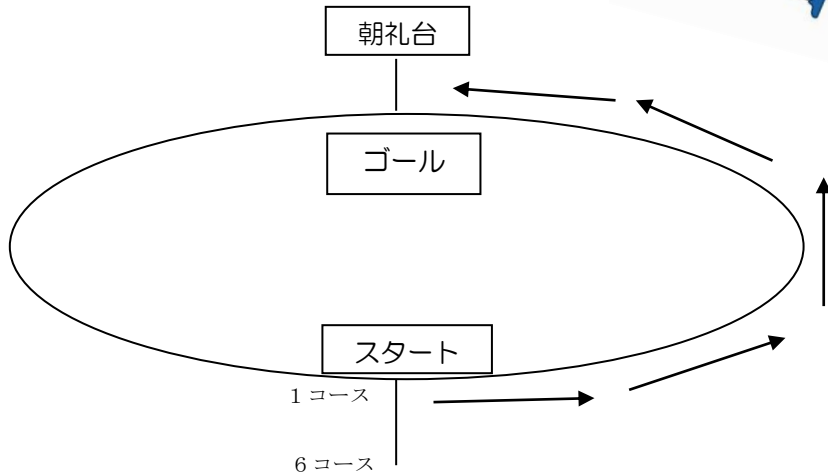 朝礼台
ゴール
スタート
１コース
６コース